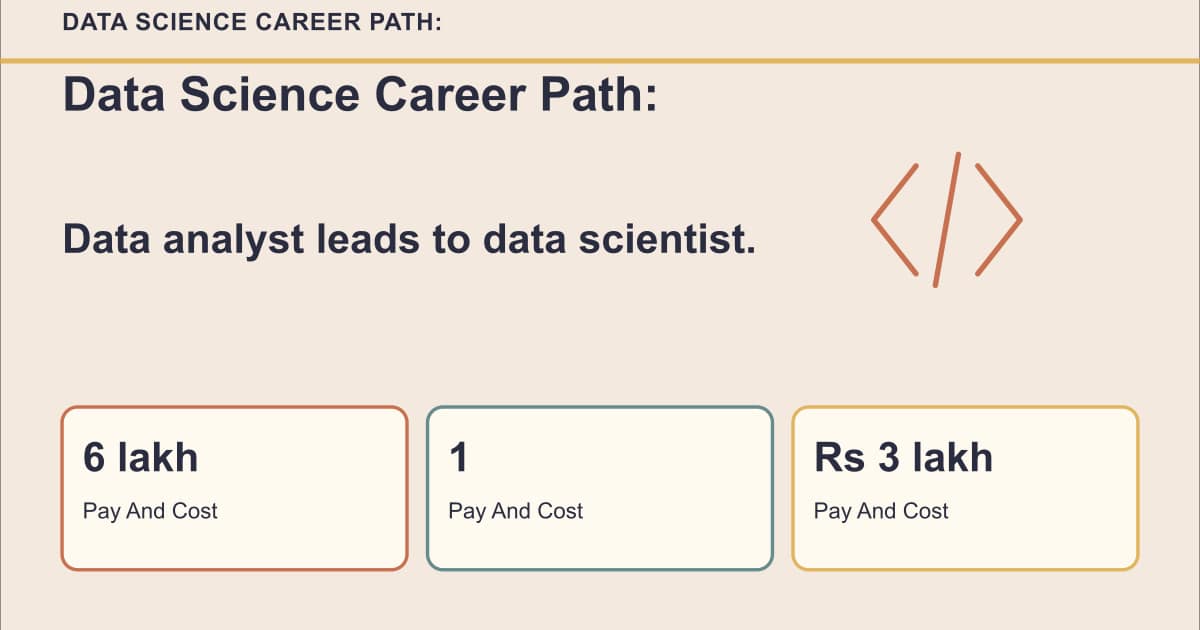 DATA SCIENCE CAREER PATH:
Data Science Career Path:
Data analyst leads to data scientist.
6 lakh
Pay And Cost
1
Pay And Cost
Rs 3 lakh
Pay And Cost